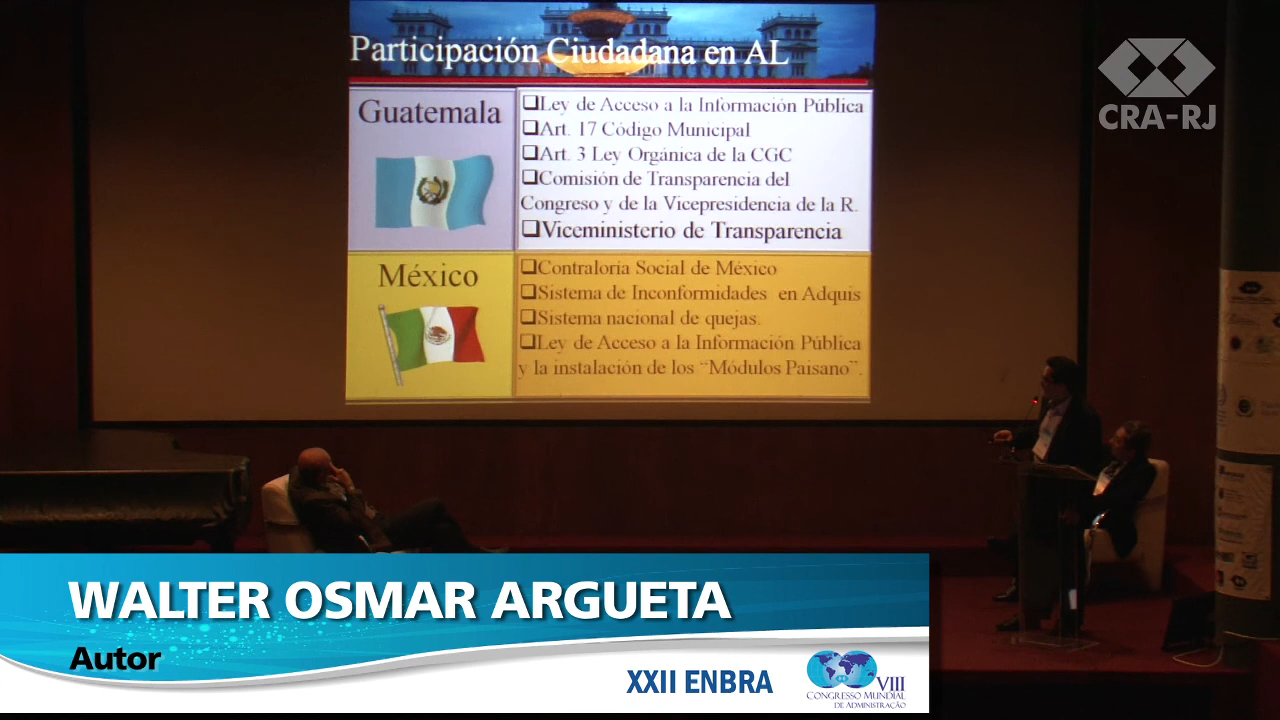 Participación Ciudadana en AL
Guatemala
❑Ley de Acceso a la Información Pública
❑Art. 17 Código Municipal
❑Art. 3 Ley Orgánica de la CGC
❑Comisión de Transparencia del
Congreso y de la Vicepresidencia de la R.
❑Viceministerio de Transparencia
México
❑Contraloría Social de México
❑Sistema de Inconformidades en Adquis
❑Sistema nacional de quejas.
❑Ley de Acceso a la Información Pública
y la instalación de los “Módulos Paisano”.
CRA-RJ
WALTER OSMAR ARGUETA
Autor
XXII ENBRA
VIII
CONGRESSO MUNDIAL
DE ADMINISTRAÇÃO